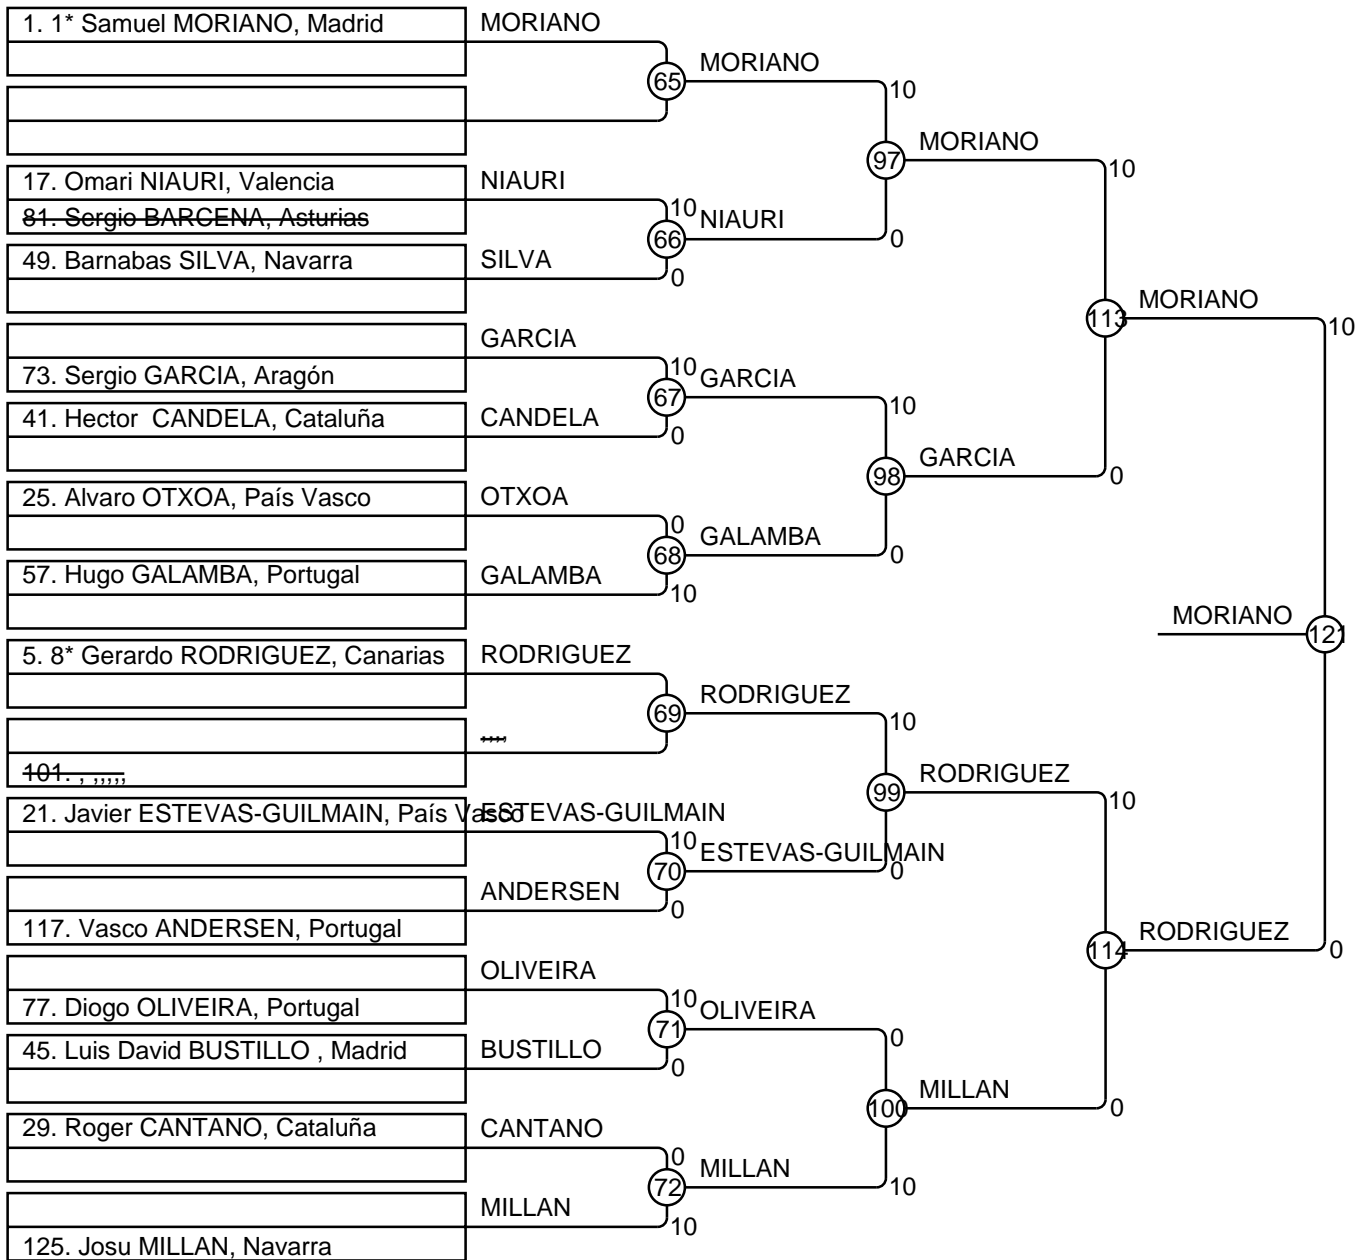 1. 1* Samuel MORIANO, Madrid
MORIANO
65
MORIANO
10
97
MORIANO
10
17. Omari NIAURI, Valencia
81. Sergio BARCENA, Asturias
NIAURI
10
66
NIAURI
0
49. Barnabas SILVA, Navarra
SILVA
0
113
MORIANO
10
GARCIA
73. Sergio GARCIA, Aragón
10
67
GARCIA
10
41. Hector  CANDELA, Cataluña
CANDELA
0
98
GARCIA
0
25. Alvaro OTXOA, País Vasco
OTXOA
0
68
GALAMBA
0
57. Hugo GALAMBA, Portugal
GALAMBA
10
MORIANO
121
5. 8* Gerardo RODRIGUEZ, Canarias
RODRIGUEZ
69
RODRIGUEZ
10
,,,,
101. , ,,,,,
99
RODRIGUEZ
10
21. Javier ESTEVAS-GUILMAIN, País Vasco
ESTEVAS-GUILMAIN
10
70
ESTEVAS-GUILMAIN
0
ANDERSEN
0
117. Vasco ANDERSEN, Portugal
114
RODRIGUEZ
0
OLIVEIRA
77. Diogo OLIVEIRA, Portugal
10
71
OLIVEIRA
0
45. Luis David BUSTILLO , Madrid
BUSTILLO
0
100
MILLAN
0
29. Roger CANTANO, Cataluña
CANTANO
0
72
MILLAN
10
MILLAN
10
125. Josu MILLAN, Navarra